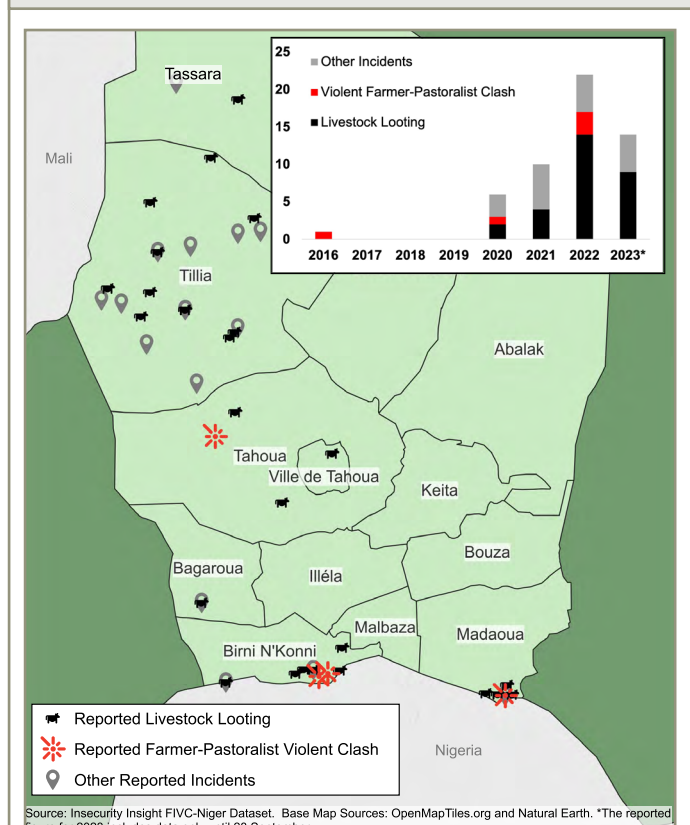 Tassara
Mali
Tillia
Abalak
Tahoua
Ville de Tahoua
Keita
Bouza
Bagaroua
Illéla
Malbaza
Madaoua
Birni N'Konni
Nigeria
25
20
15
10
5
0
Other Incidents
Violent Farmer-Pastoralist Clash
Livestock Looting
2016 2017 2018 2019 2020 2021 2022 2023*
Reported Livestock Looting
Reported Farmer-Pastoralist Violent Clash
Other Reported Incidents
Source: Insecurity Insight FIVC-Niger Dataset. Base Map Sources: OpenMapTiles.org and Natural Earth. *The reported